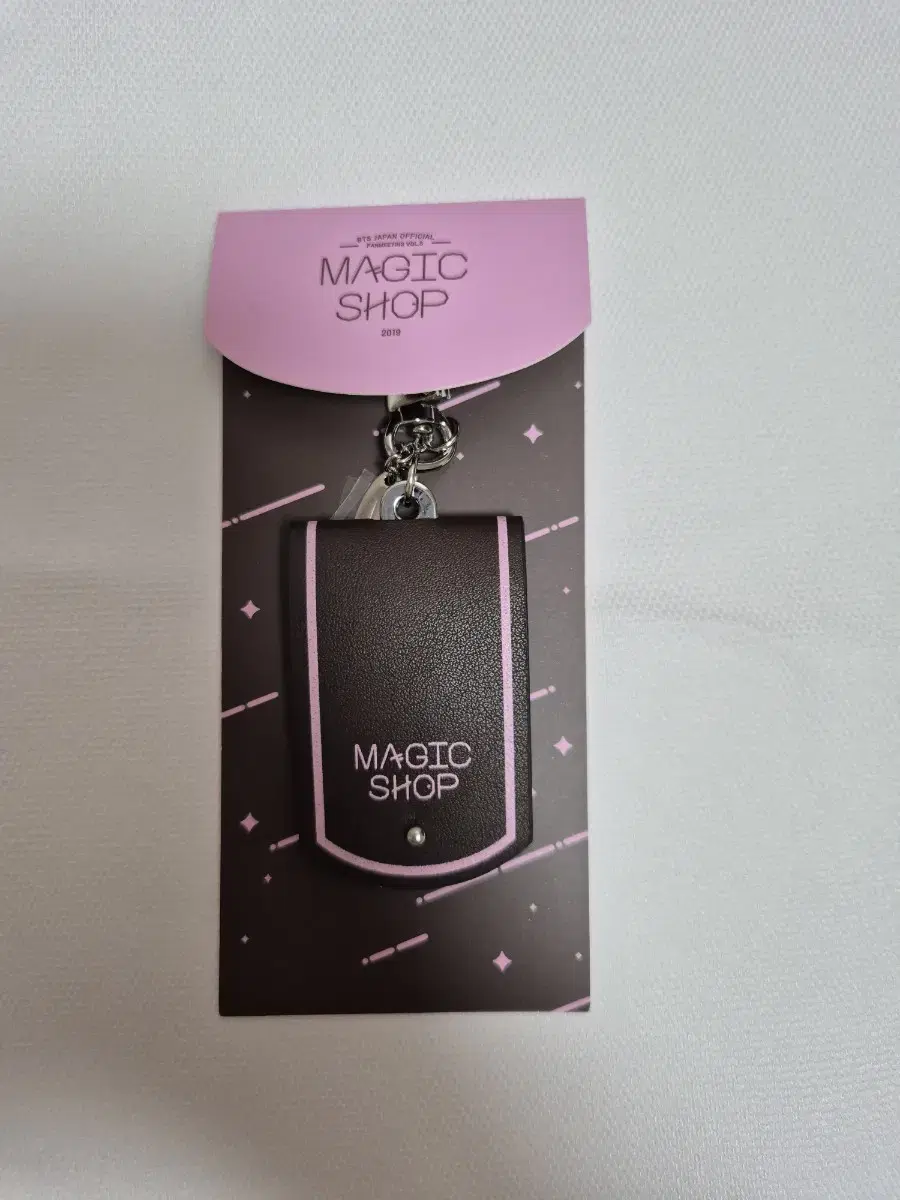 BTS JAPAN OFFICIAL
FANMEETING VOL.5
MAGIC
SHOP
2019
MAGIC
SHOP